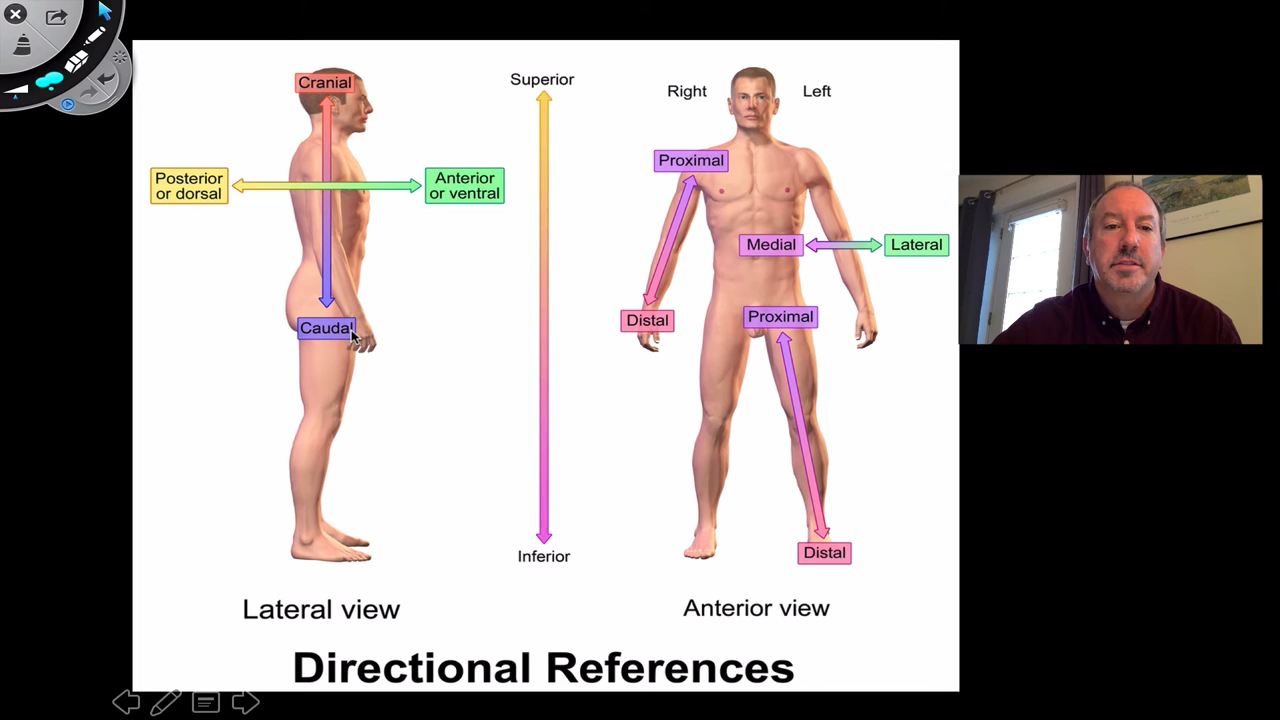 Cranial
Posterior
or dorsal
Anterior
or ventral
Caudal
Superior
Inferior
Right
Left
Proximal
Medial
Lateral
Distal
Proximal
Distal
Lateral view
Anterior view
Directional References